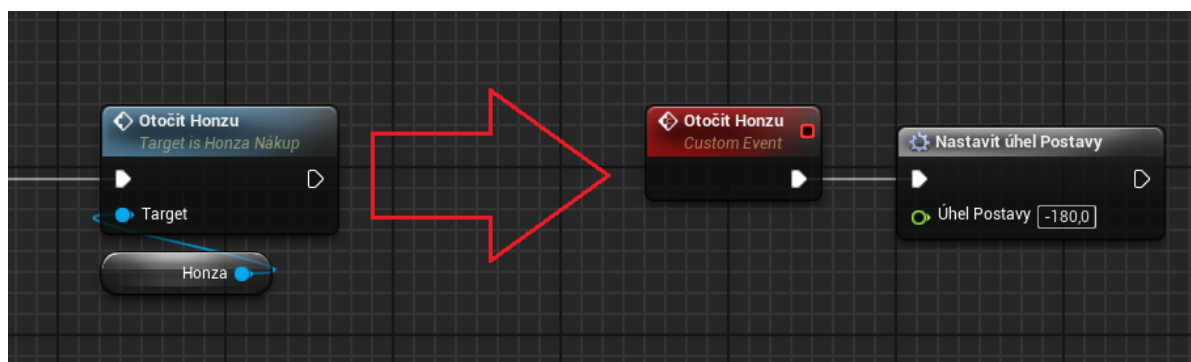 Otočit Honzu
Target is Honza Nákup
Target
Honza
Otočit Honzu
Custom Event
Nastavit úhel Postavy
Úhel Postavy -180,0